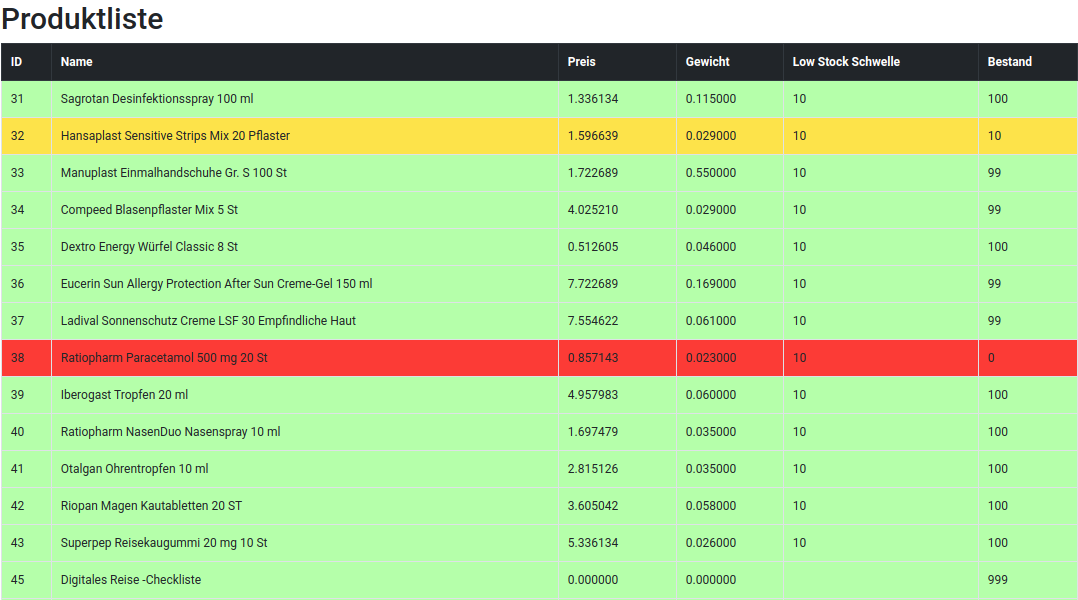 Produktliste
ID Name Preis Gewicht Low Stock Schwelle Bestand
31 Sagrotan Desinfektionsspray 100 ml 1.336134 0.115000 10 100
32 Hansaplast Sensitive Strips Mix 20 Pflaster 1.596639 0.029000 10 10
33 Manuplast Einmalhandschuhe Gr. S 100 St 1.722689 0.550000 10 99
34 Compeed Blasenpflaster Mix 5 St 4.025210 0.029000 10 99
35 Dextro Energy Würfel Classic 8 St 0.512605 0.046000 10 100
36 Eucerin Sun Allergy Protection After Sun Creme-Gel 150 ml 7.722689 0.169000 10 99
37 Ladival Sonnenschutz Creme LSF 30 Empfindliche Haut 7.554622 0.061000 10 99
38 Ratiopharm Paracetamol 500 mg 20 St 0.857143 0.023000 10 0
39 Iberogast Tropfen 20 ml 4.957983 0.060000 10 100
40 Ratiopharm NasenDuo Nasenspray 10 ml 1.697479 0.035000 10 100
41 Otalgan Ohrentropfen 10 ml 2.815126 0.035000 10 100
42 Riopan Magen Kautabletten 20 ST 3.605042 0.058000 10 100
43 Superpep Reisekaugummi 20 mg 10 St 5.336134 0.026000 10 100
45 Digitales Reise -Checkliste 0.000000 0.000000 999